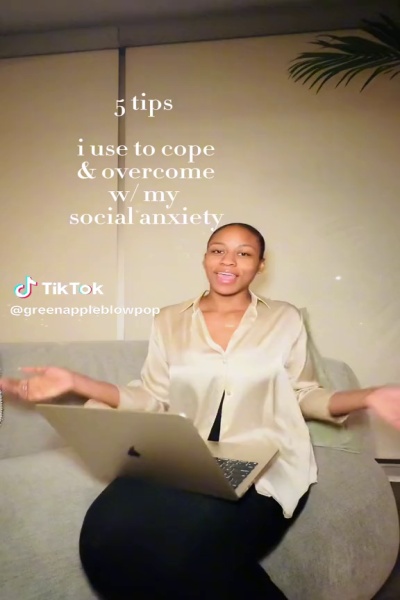 5 tips
i use to cope
& overcome
w/ my
social anxiety
TikTok
@greenappleblowpop